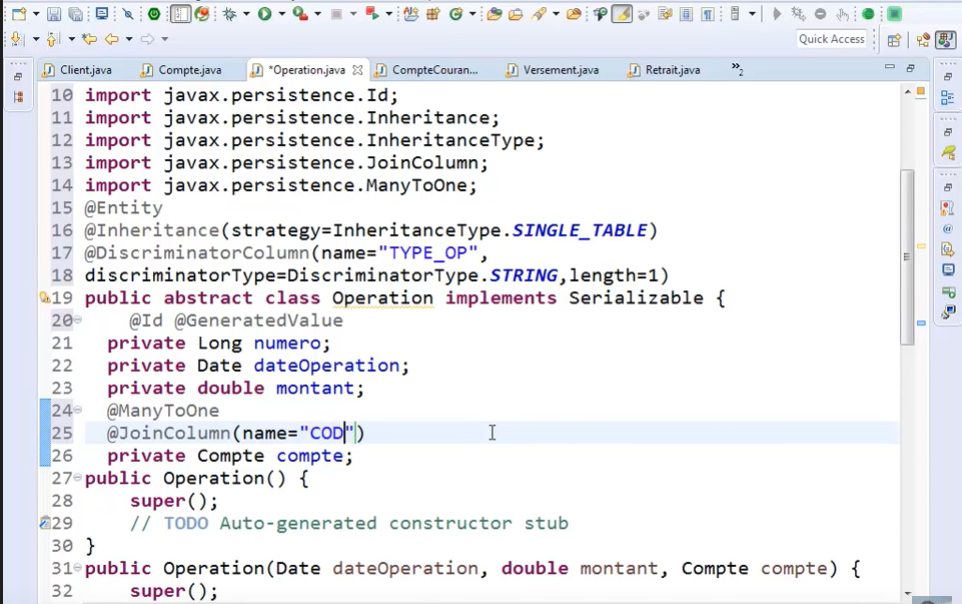 Quick Access
Client.java Compte.java *Operation.java CompteCouran... Versement.java Retrait.java »2
10 import javax.persistence.Id;
11 import javax.persistence.Inheritance;
12 import javax.persistence.InheritanceType;
13 import javax.persistence.JoinColumn;
14 import javax.persistence.ManyToOne;
15 @Entity
16 @Inheritance(strategy=InheritanceType.SINGLE_TABLE)
17 @DiscriminatorColumn(name="TYPE_OP",
18 discriminatorType=DiscriminatorType.STRING,length=1)
19 public abstract class Operation implements Serializable {
20 @Id @GeneratedValue
21 private Long numero;
22 private Date dateOperation;
23 private double montant;
24 @ManyToOne
25 @JoinColumn(name="COD")
26 private Compte compte;
27 public Operation() {
28 super();
29 // TODO Auto-generated constructor stub
30 }
31 public Operation(Date dateOperation, double montant, Compte compte) {
32 super();